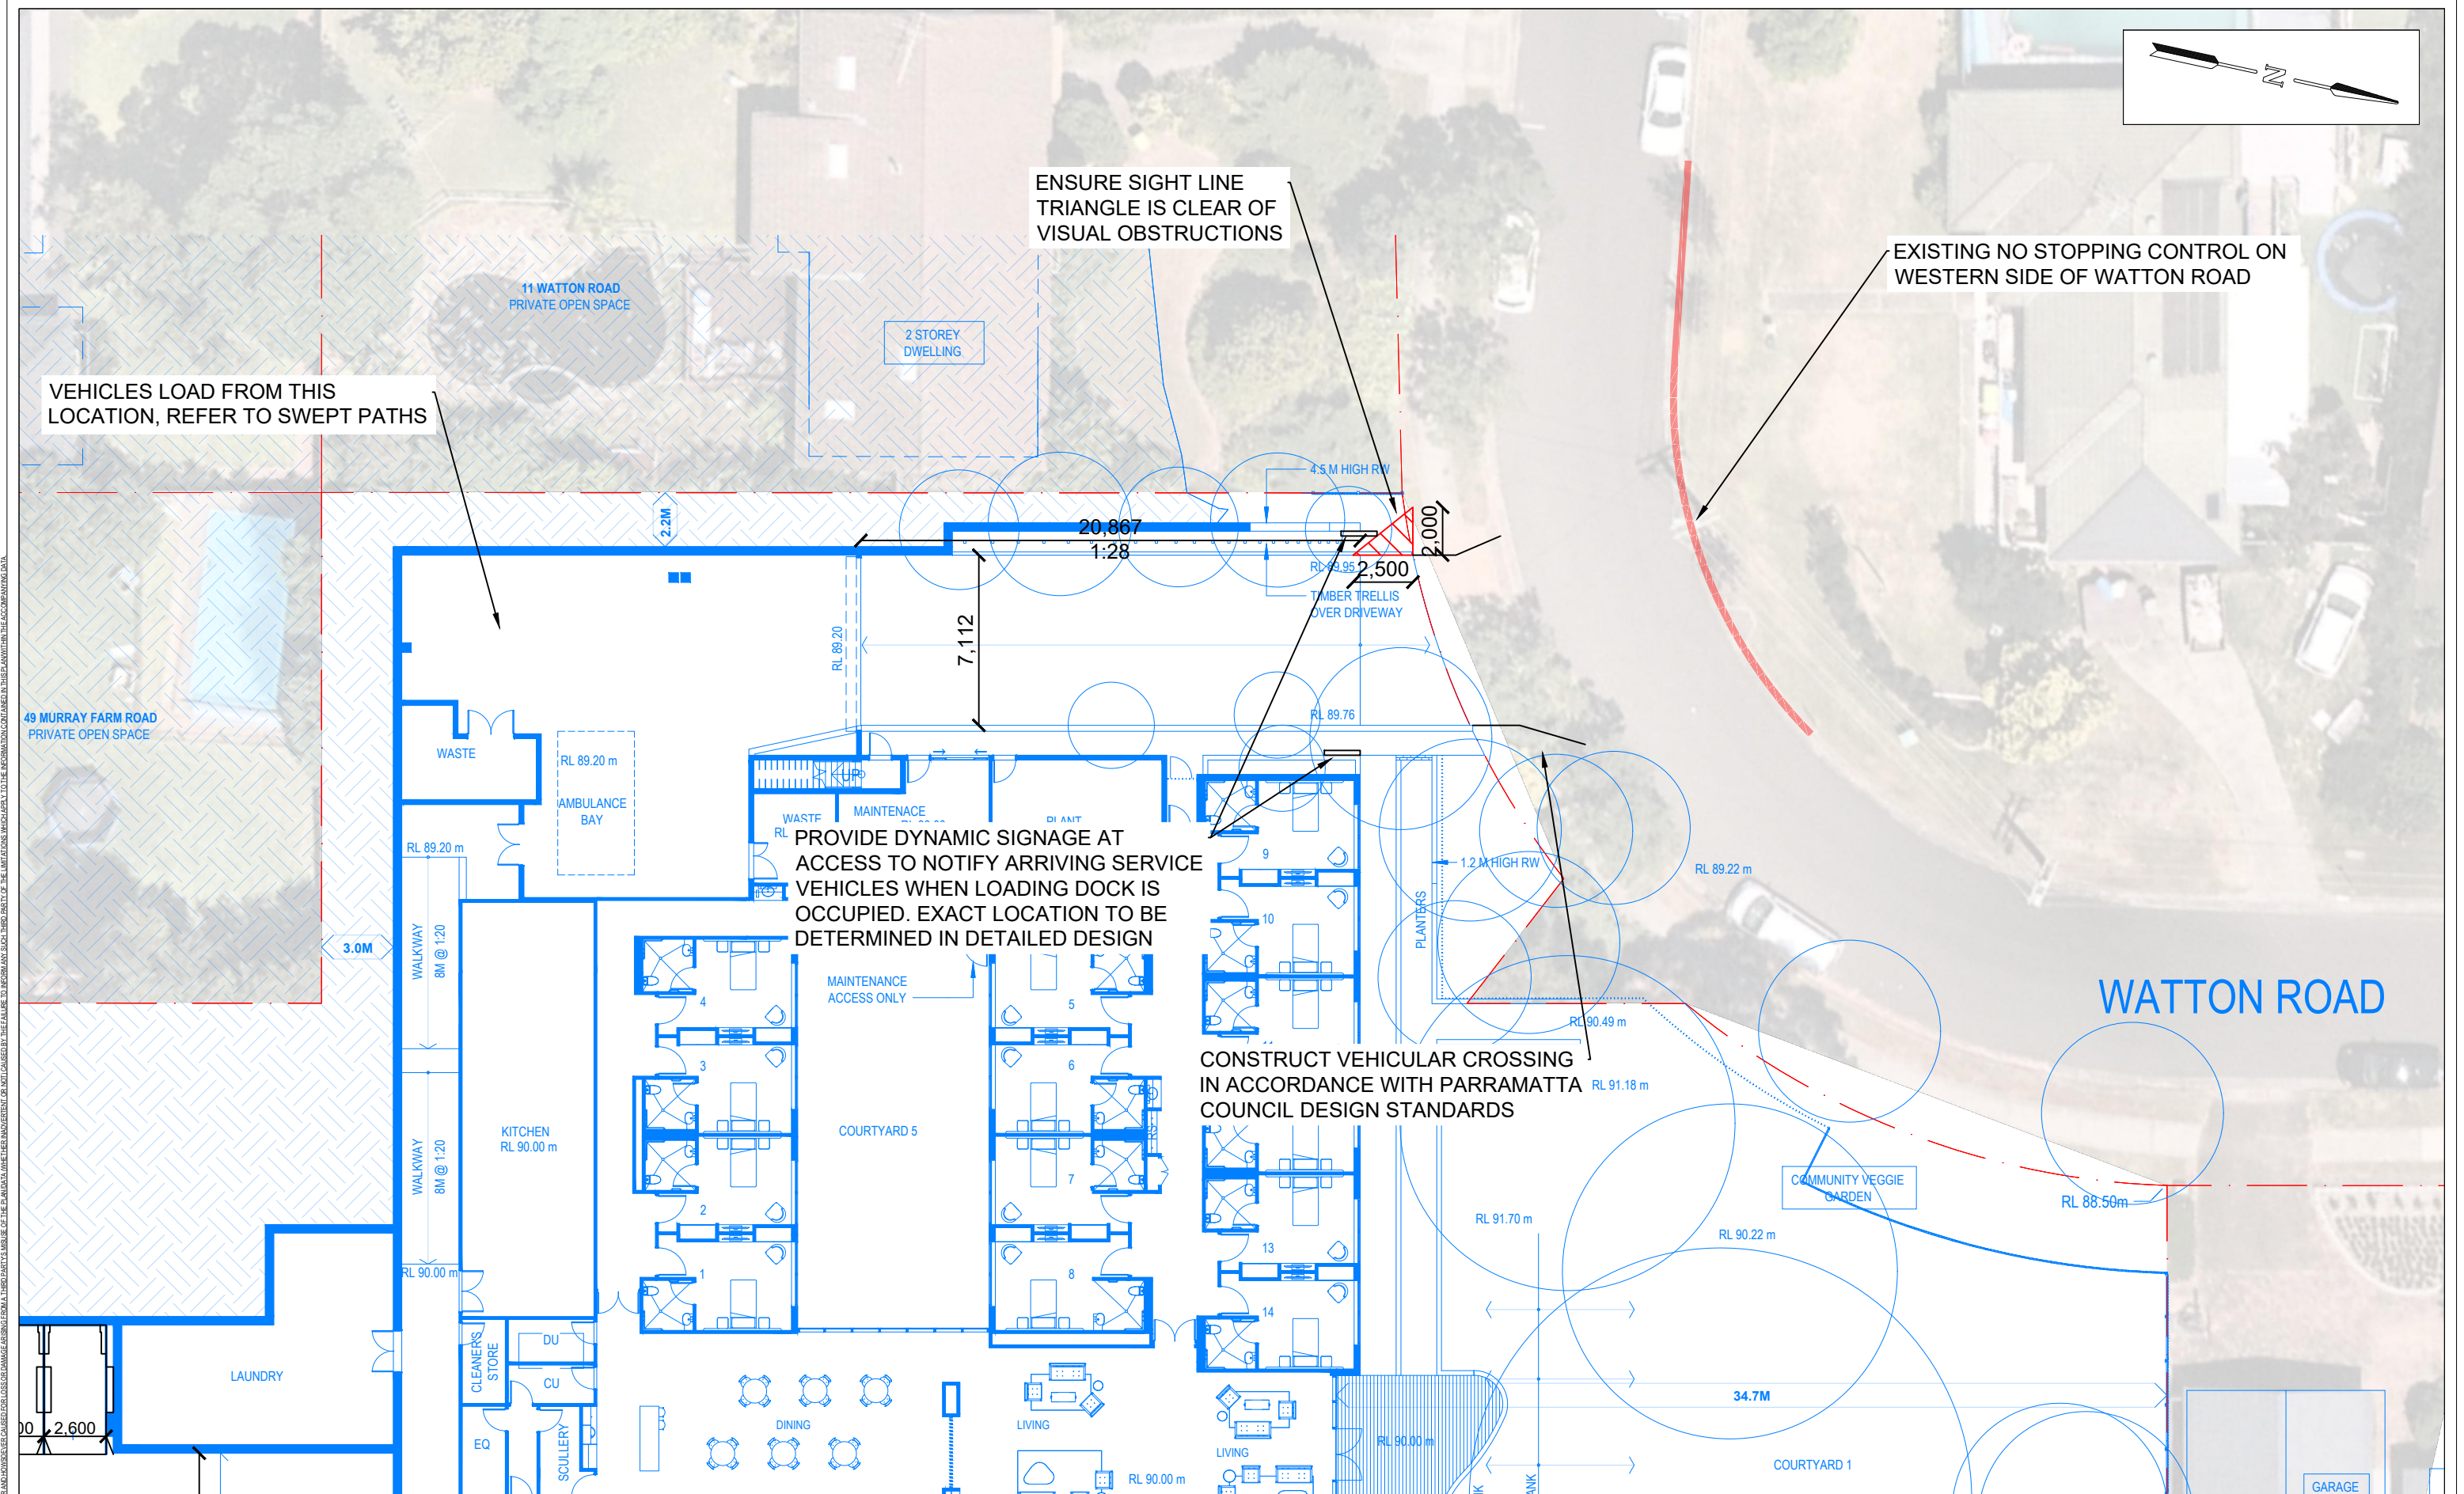 N
ENSURE SIGHT LINE
TRIANGLE IS CLEAR OF
VISUAL OBSTRUCTIONS
EXISTING NO STOPPING CONTROL ON
WESTERN SIDE OF WATTON ROAD
11 WATTON ROAD
PRIVATE OPEN SPACE
2 STOREY
DWELLING
VEHICLES LOAD FROM THIS
LOCATION, REFER TO SWEPT PATHS
4.5 M HIGH RW
2.2M
20,867
1:28
2,000
RL 89.95
2,500
TIMBER TRELLIS
OVER DRIVEWAY
RL 89.20
7,112
RL 89.76
49 MURRAY FARM ROAD
PRIVATE OPEN SPACE
WASTE
RL 89.20 m
UP
AMBULANCE
BAY
WASTE
RL
MAINTENACE
PLANT
PROVIDE DYNAMIC SIGNAGE AT
ACCESS TO NOTIFY ARRIVING SERVICE
VEHICLES WHEN LOADING DOCK IS
OCCUPIED. EXACT LOCATION TO BE
DETERMINED IN DETAILED DESIGN
RL 89.20 m
9
1.2 M HIGH RW
RL 89.22 m
PLANTERS
10
3.0M
WALKWAY
8M @ 1:20
MAINTENANCE
ACCESS ONLY
4
5
WATTON ROAD
RL 90.49 m
3
6
CONSTRUCT VEHICULAR CROSSING
IN ACCORDANCE WITH PARRAMATTA
COUNCIL DESIGN STANDARDS
RL 91.18 m
KITCHEN
RL 90.00 m
COURTYARD 5
WALKWAY
8M @ 1:20
7
2
COMMUNITY VEGGIE
GARDEN
RL 88.50m
RL 91.70 m
RL 90.22 m
13
RL 90.00 m
1
8
14
CLEANER'S
STORE
DU
CU
LAUNDRY
34.7M
2,600
DINING
LIVING
EQ
SCULLERY
LIVING
RL 90.00 m
RL 90.00 m
COURTYARD 1
GARAGE